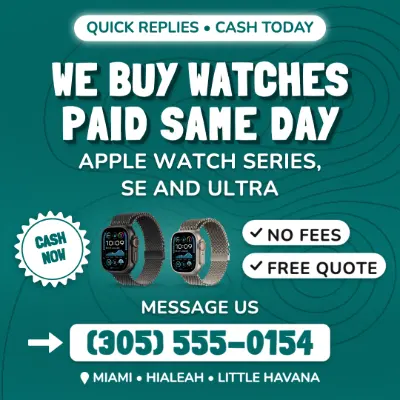 QUICK REPLIES • CASH TODAY
WE BUY WATCHES
PAID SAME DAY
APPLE WATCH SERIES,
SE AND ULTRA
CASH
NOW
NO FEES
FREE QUOTE
MESSAGE US
(305) 555-0154
MIAMI • HIALEAH • LITTLE HAVANA